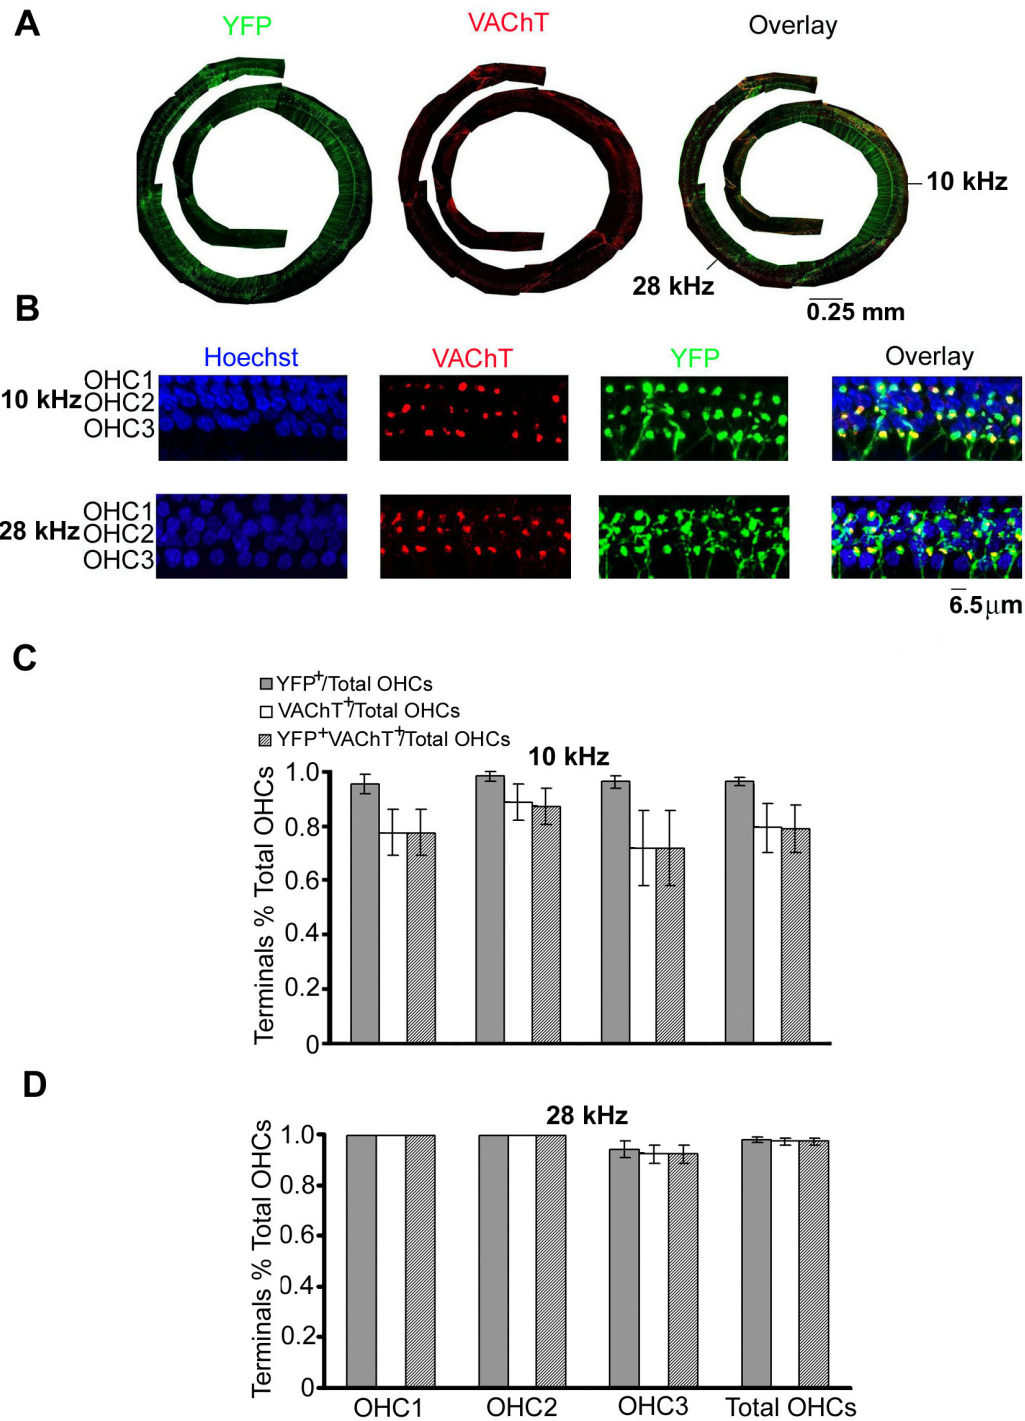 A
YFP
VAChT
Overlay
10 kHz
28 kHz
0.25 mm
B
Hoechst
VAChT
YFP
Overlay
10 kHz
OHC1
OHC2
OHC3
28 kHz
OHC1
OHC2
OHC3
6.5μm
C
YFP+/Total OHCs
VAChT+/Total OHCs
YFP+VAChT+/Total OHCs
10 kHz
Terminals % Total OHCs
1.0
0.8
0.6
0.4
0.2
0
D
28 kHz
Terminals % Total OHCs
1.0
0.8
0.6
0.4
0.2
0
OHC1
OHC2
OHC3
Total OHCs